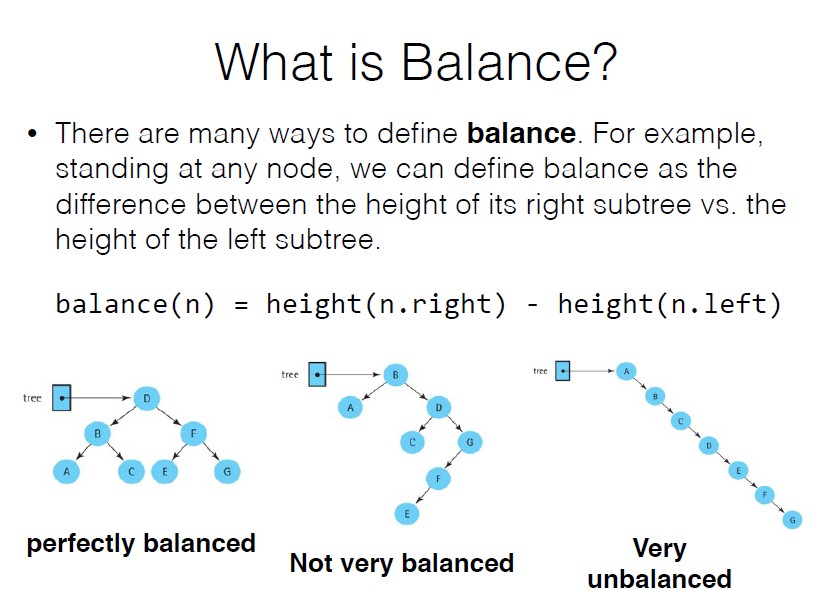 What is Balance?
• There are many ways to define balance. For example,
standing at any node, we can define balance as the
difference between the height of its right subtree vs. the
height of the left subtree.
balance(n) = height(n.right) - height(n.left)
tree
D
B
F
A
C
E
G
perfectly balanced
tree
B
A
D
C
G
F
E
Not very balanced
tree
A
B
C
D
E
F
G
Very
unbalanced